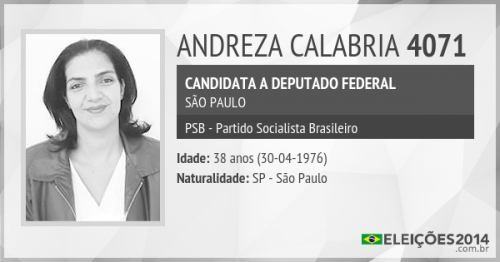 ANDREZA CALABRIA 4071
CANDIDATA A DEPUTADO FEDERAL
SÃO PAULO
PSB - Partido Socialista Brasileiro
Idade: 38 anos (30-04-1976)
Naturalidade: SP - São Paulo
ELEIÇÕES2014
.com.br